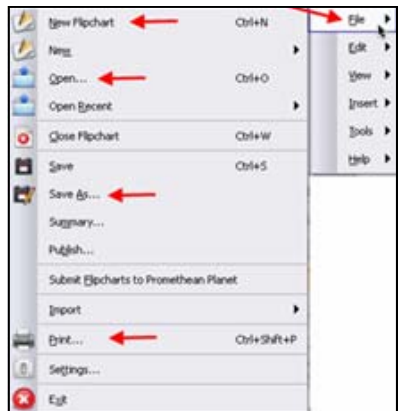 New Flipchart Ctrl+N
New
Open... Ctrl+O
Open Recent
Close Flipchart Ctrl+W
Save Ctrl+S
Save As...
Summary...
Publish...
Submit Flipcharts to Promethean Planet
Import
Print... Ctrl+Shift+P
Settings...
Exit
File
Edit
View
Insert
Tools
Help